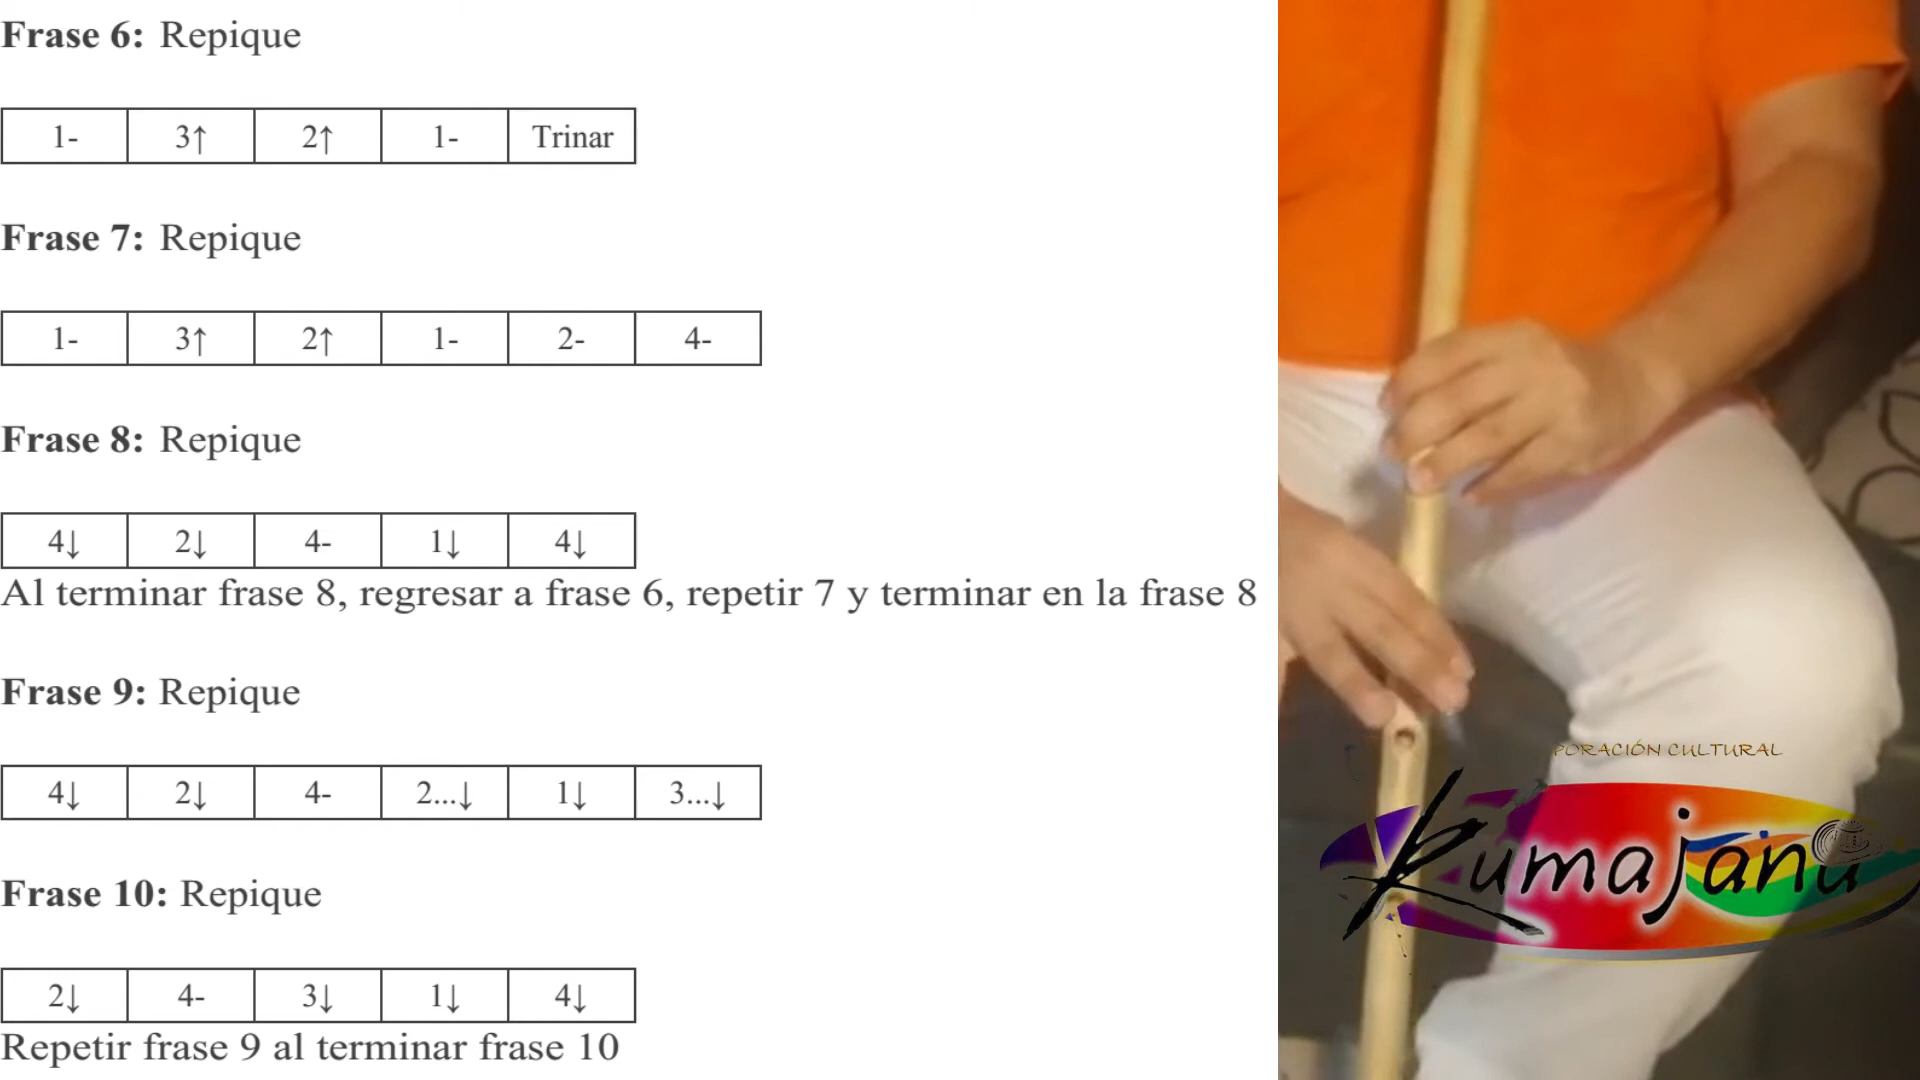 Frase 6: Repique
1- 3↑ 2↑ 1- Trinar
Frase 7: Repique
1- 3↑ 2↑ 1- 2- 4-
Frase 8: Repique
4↓ 2↓ 4- 1↓ 4↓
Al terminar frase 8, regresar a frase 6, repetir 7 y terminar en la frase 8
Frase 9: Repique
4↓ 2↓ 4- 2...↓ 1↓ 3...↓
Frase 10: Repique
2↓ 4- 3↓ 1↓ 4↓
Repetir frase 9 al terminar frase 10
PORACIÓN CULTURAL
Kumajanú